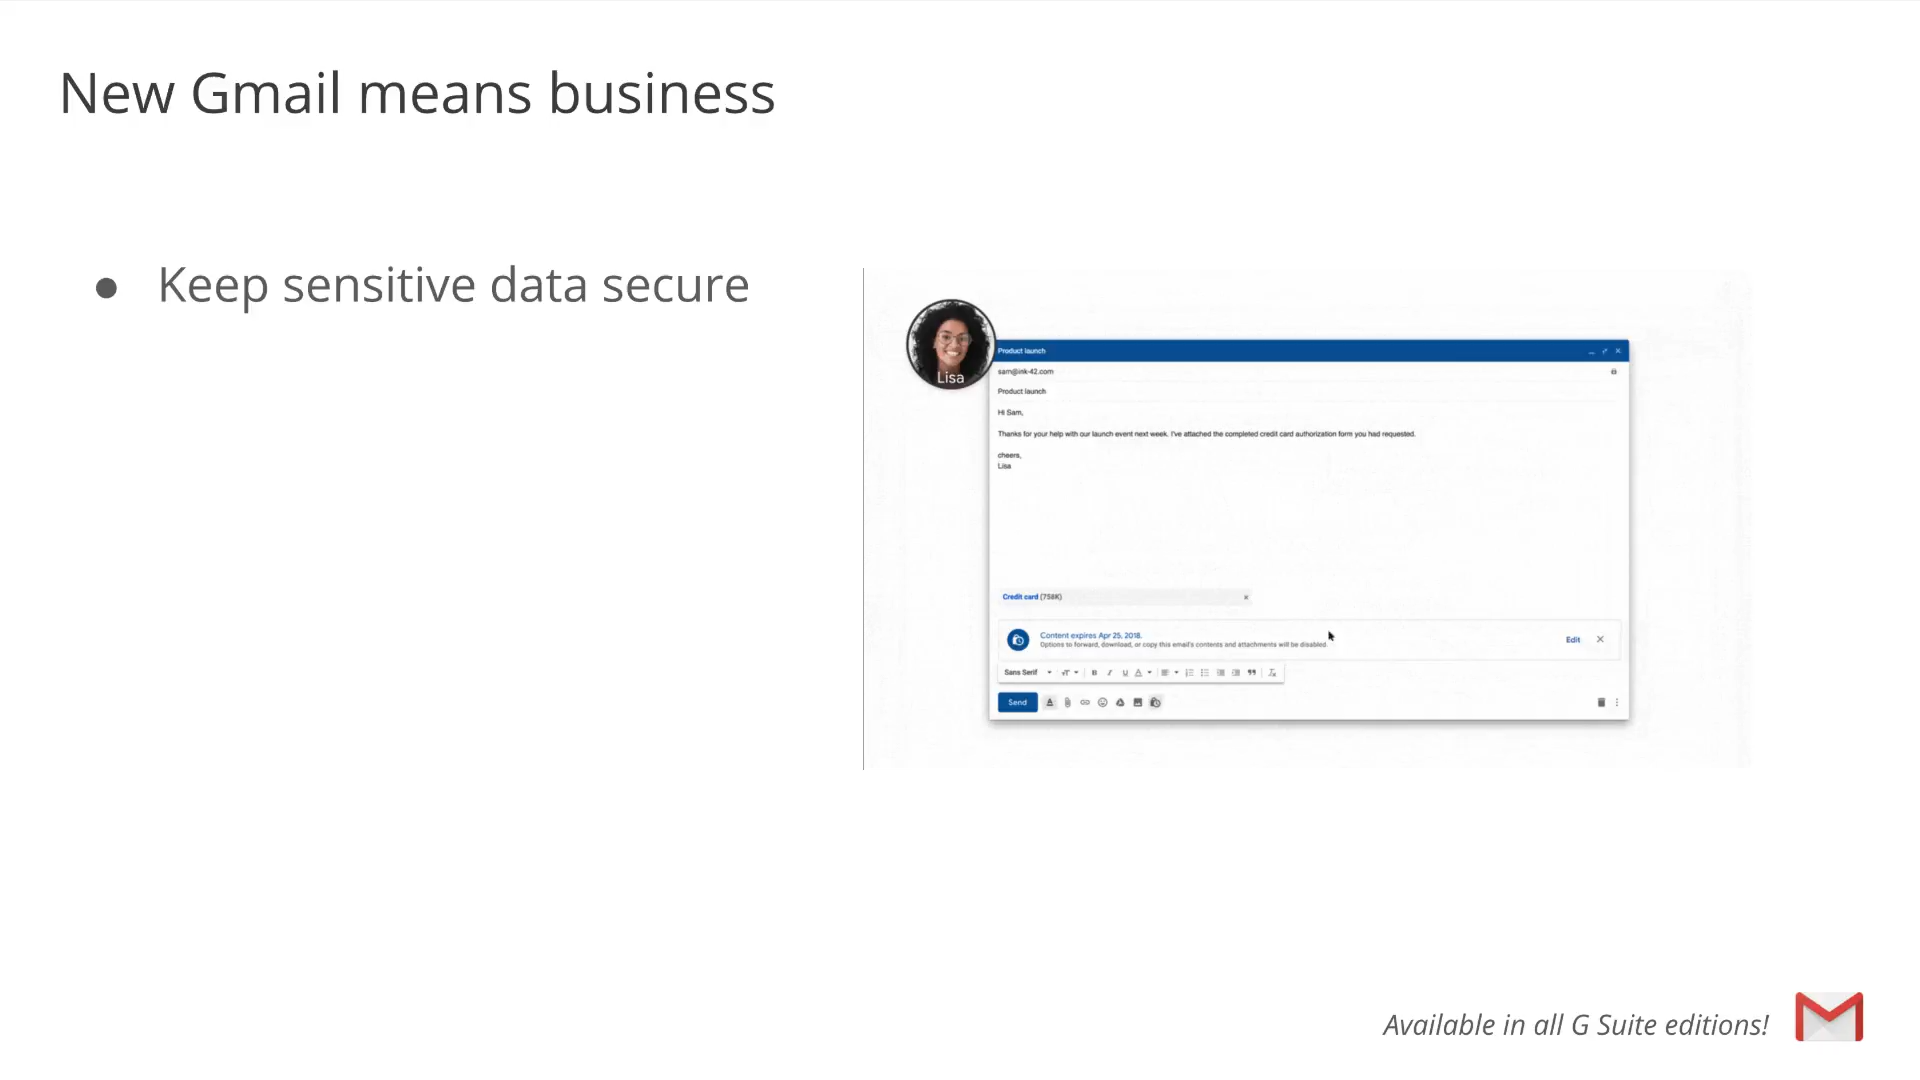 New Gmail means business
● Keep sensitive data secure
Lisa
Product launch
sam@ink-42.com
Product launch
Hi Sam,
Thanks for your help with our launch event next week. I've attached the completed credit card authorization form you had requested.
cheers,
Lisa
Credit card (758K)
Content expires Apr 25, 2018.
Edit
Options to forward, download, or copy this email's contents and attachments will be disabled.
Sans Serif
Send
Available in all G Suite editions!